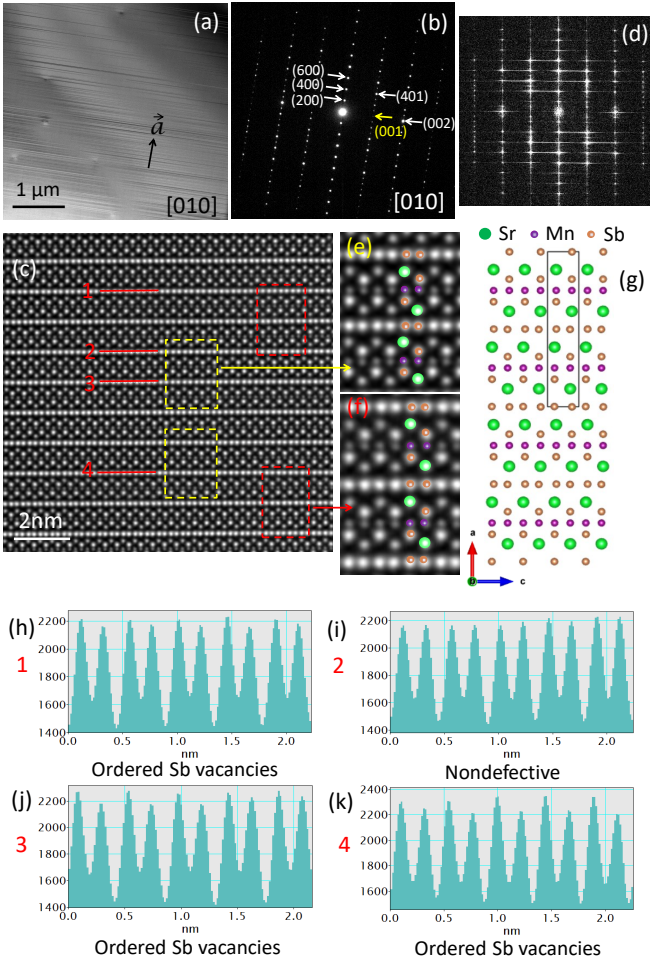 (a)
a
1 μm
[010]
(b)
(600)
(400)
(200)
(401)
(001)
(002)
[010]
(d)
(c)
1
2
3
4
2nm
(e)
(f)
Sr Mn Sb
(g)
a
b
c
(h)
1
2200
2000
1800
1600
1400
0.0 0.5 1.0 1.5 2.0
nm
Ordered Sb vacancies
(i)
2
2200
2000
1800
1600
1400
0.0 0.5 1.0 1.5 2.0
nm
Nondefective
(j)
3
2200
2000
1800
1600
1400
0.0 0.5 1.0 1.5 2.0
nm
Ordered Sb vacancies
(k)
4
2400
2200
2000
1800
1600
0.0 0.5 1.0 1.5 2.0
nm
Ordered Sb vacancies